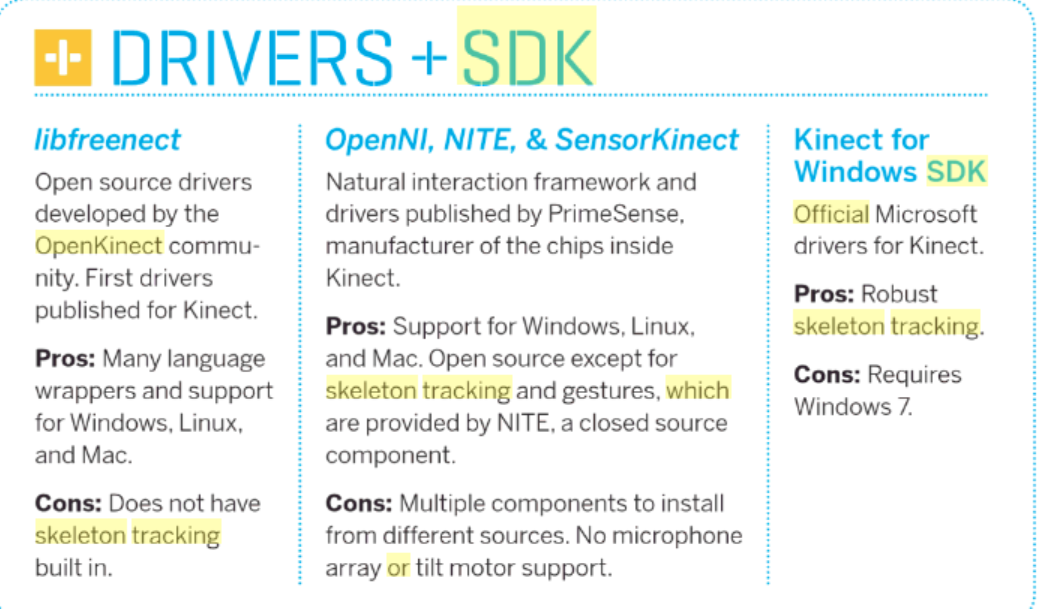 DRIVERS + SDK
libfreenect
Open source drivers
developed by the
OpenKinect commu-
nity. First drivers
published for Kinect.
Pros: Many language
wrappers and support
for Windows, Linux,
and Mac.
Cons: Does not have
skeleton tracking
built in.
OpenNI, NITE, & SensorKinect
Natural interaction framework and
drivers published by PrimeSense,
manufacturer of the chips inside
Kinect.
Pros: Support for Windows, Linux,
and Mac. Open source except for
skeleton tracking and gestures, which
are provided by NITE, a closed source
component.
Cons: Multiple components to install
from different sources. No microphone
array or tilt motor support.
Kinect for
Windows SDK
Official Microsoft
drivers for Kinect.
Pros: Robust
skeleton tracking.
Cons: Requires
Windows 7.